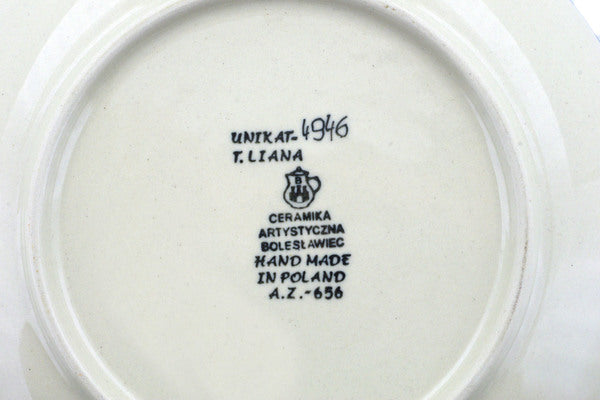 UNIKAT-4946
T. LIANA
B
CERAMIKA
ARTYSTYCZNA
BOLESŁAWIEC
HAND MADE
IN POLAND
A.Z.-656